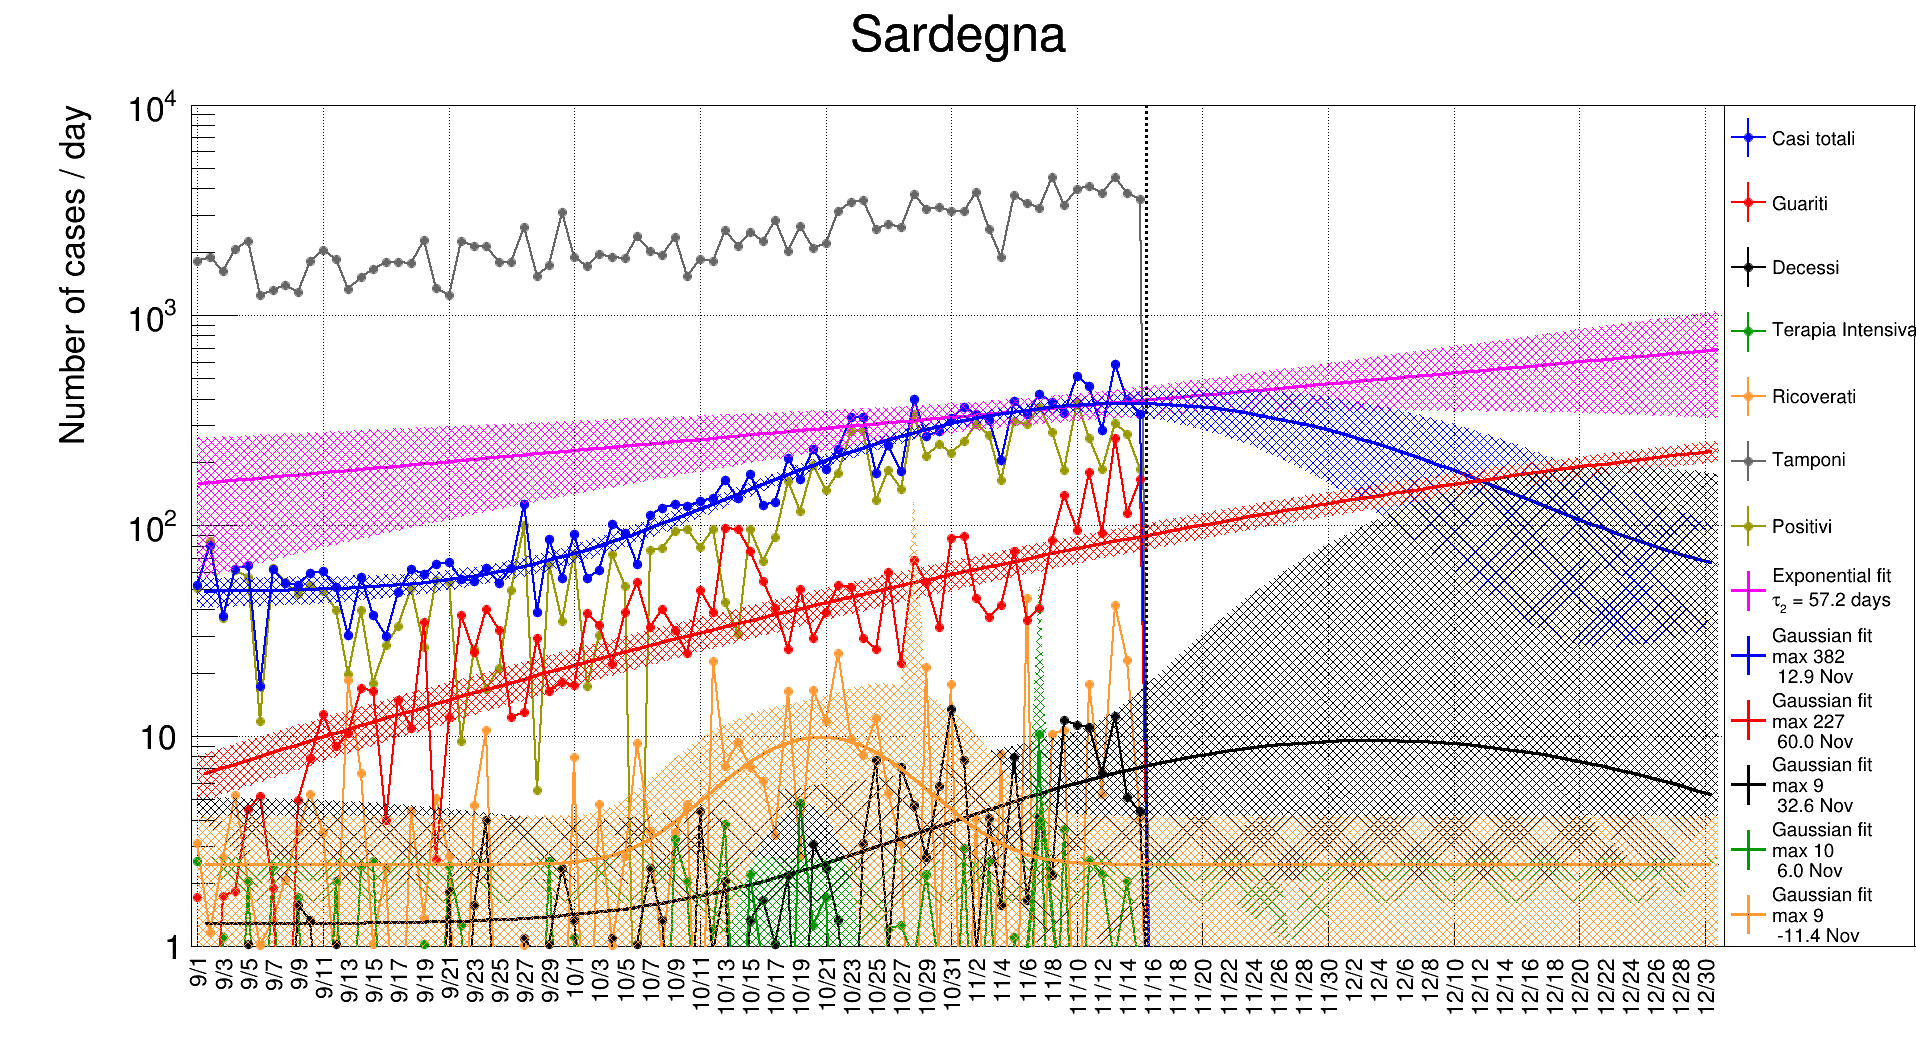 Sardegna
Number of cases / day
10^4
10^3
10^2
10
1
9/1
9/3
9/5
9/7
9/9
9/11
9/13
9/15
9/17
9/19
9/21
9/23
9/25
9/27
9/29
10/1
10/3
10/5
10/7
10/9
10/11
10/13
10/15
10/17
10/19
10/21
10/23
10/25
10/27
10/29
10/31
11/2
11/4
11/6
11/8
11/10
11/12
11/14
11/16
11/18
11/20
11/22
11/24
11/26
11/28
11/30
12/2
12/4
12/6
12/8
12/10
12/12
12/14
12/16
12/18
12/20
12/22
12/24
12/26
12/28
12/30
Casi totali
Guariti
Decessi
Terapia Intensiva
Ricoverati
Tamponi
Positivi
Exponential fit
τ2 = 57.2 days
Gaussian fit
max 382
12.9 Nov
Gaussian fit
max 227
60.0 Nov
Gaussian fit
max 9
32.6 Nov
Gaussian fit
max 10
6.0 Nov
Gaussian fit
max 9
-11.4 Nov